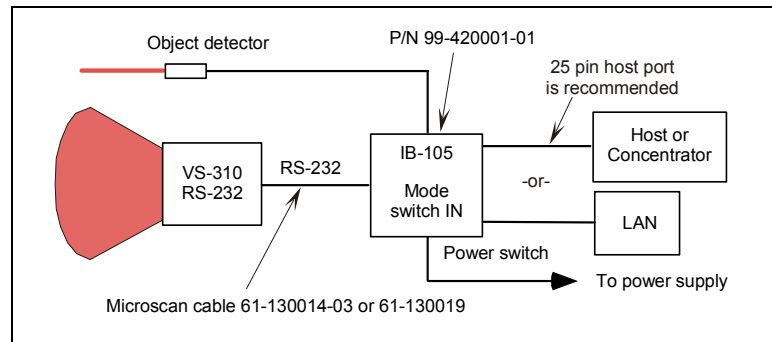 Object detector
P/N 99-420001-01
25 pin host port
is recommended
VS-310
RS-232
RS-232
IB-105
Mode
switch IN
Host or
Concentrator
-or-
LAN
Power switch
To power supply
Microscan cable 61-130014-03 or 61-130019